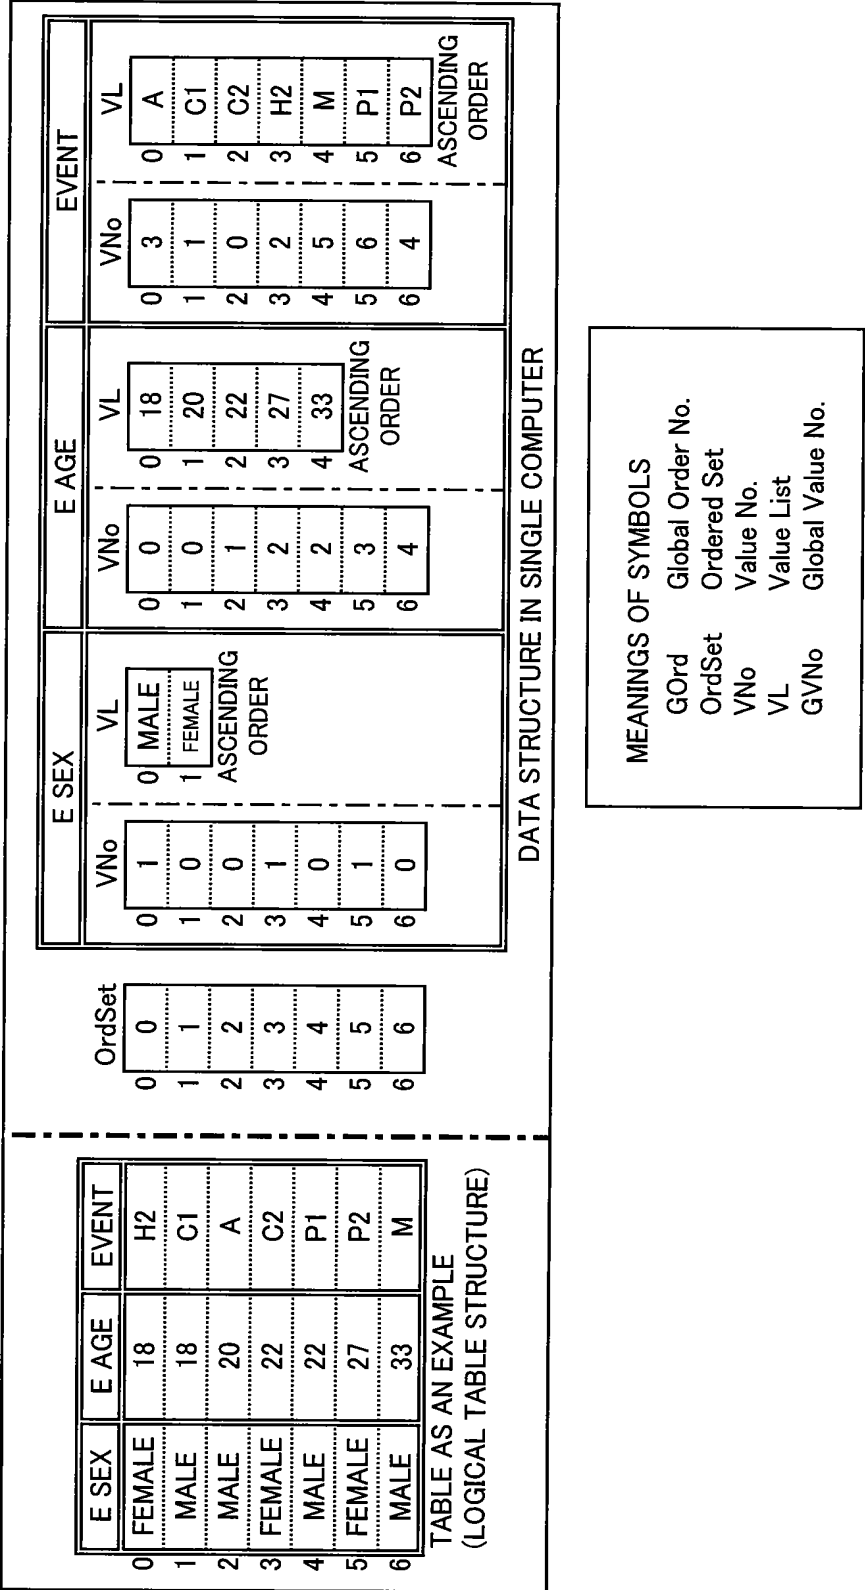 E SEX E AGE EVENT
0 FEMALE 18 H2
1 MALE 18 C1
2 MALE 20 A
3 FEMALE 22 C2
4 MALE 22 P1
5 FEMALE 27 P2
6 MALE 33 M
TABLE AS AN EXAMPLE
(LOGICAL TABLE STRUCTURE)
OrdSet
0 0
1 1
2 2
3 3
4 4
5 5
6 6
E SEX
VNo
0 1
1 0
2 0
3 1
4 0
5 1
6 0
VL
0 MALE
1 FEMALE
ASCENDING
ORDER
E AGE
VNo
0 0
1 0
2 1
3 2
4 2
5 3
6 4
VL
0 18
1 20
2 22
3 27
4 33
ASCENDING
ORDER
EVENT
VNo
0 3
1 1
2 0
3 2
4 5
5 6
6 4
VL
0 A
1 C1
2 C2
3 H2
4 M
5 P1
6 P2
ASCENDING
ORDER
DATA STRUCTURE IN SINGLE COMPUTER
MEANINGS OF SYMBOLS
GOrd Global Order No.
OrdSet Ordered Set
VNo Value No.
VL Value List
GVNo Global Value No.